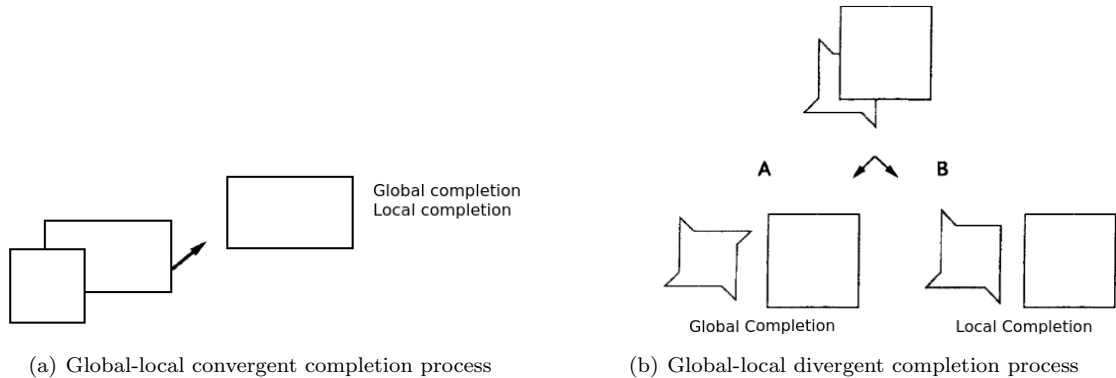 Global completion
Local completion
A
B
Global Completion
Local Completion
(a) Global-local convergent completion process
(b) Global-local divergent completion process